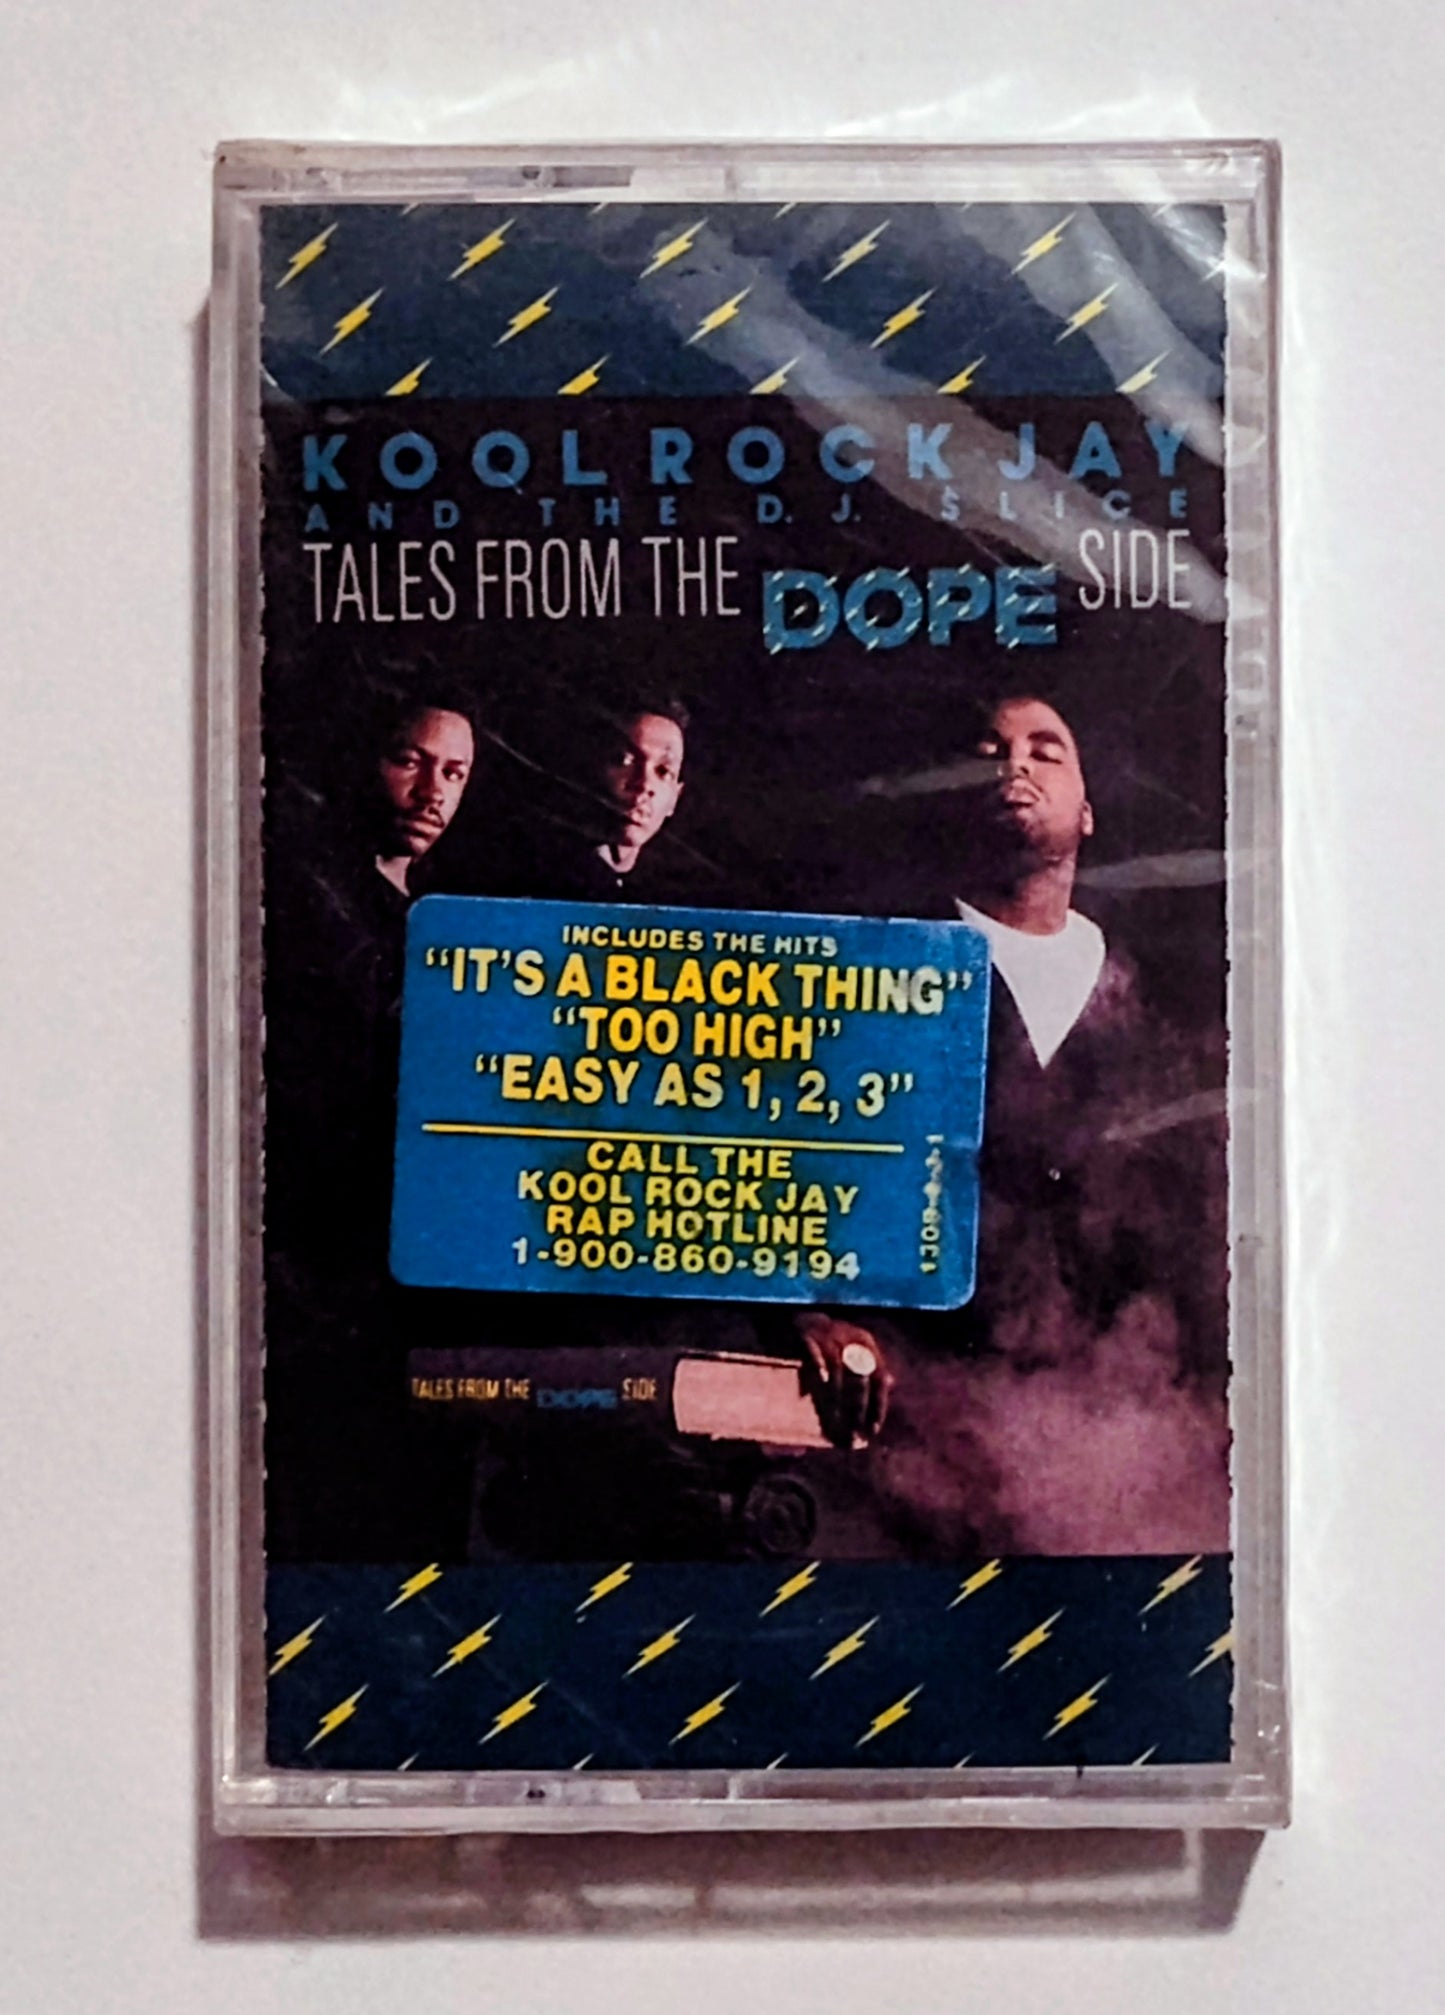 KOOL ROCK JAY
AND THE D.J. SLICE
TALES FROM THE DOPE SIDE
INCLUDES THE HITS
“IT'S A BLACK THING”
“TOO HIGH”
“EASY AS 1, 2, 3”
CALL THE
KOOL ROCK JAY
RAP HOTLINE
1-900-860-9194
TALES FROM THE DOPE SIDE